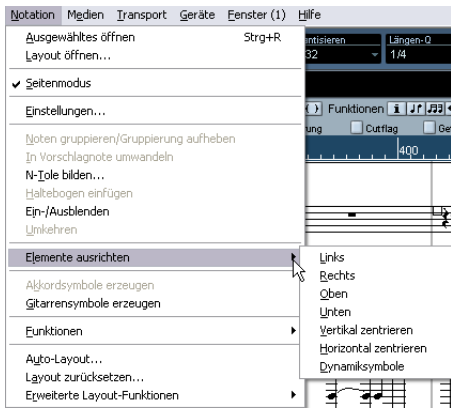 Notation Medien Transport Geräte Fenster (1) Hilfe
Ausgewähltes öffnen Strg+R
Layout öffnen...
Seitenmodus
Einstellungen...
Noten gruppieren/Gruppierung aufheben
In Vorschlagnote umwandeln
N-Tole bilden...
Haltebogen einfügen
Ein-/Ausblenden
Umkehren
Elemente ausrichten
Akkordsymbole erzeugen
Gitarrensymbole erzeugen
Funktionen
Auto-Layout...
Layout zurücksetzen...
Erweiterte Layout-Funktionen
Links
Rechts
Oben
Unten
Vertikal zentrieren
Horizontal zentrieren
Dynamiksymbole
Längen-Q
32 1/4
Funktionen
Cutflag
400